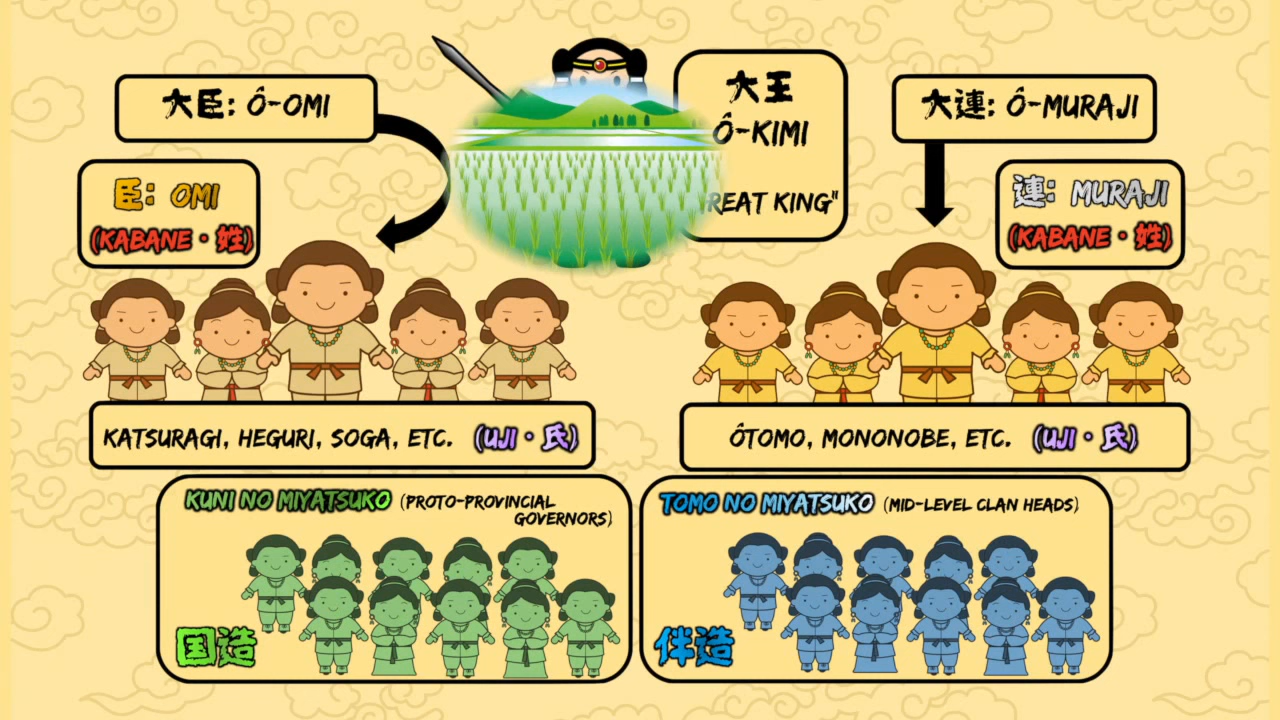 大臣: Ô-OMI
大王
Ô-KIMI
REAT KING"
大連: Ô-MURAJI
臣: OMI
(KABANE・姓)
連: MURAJI
(KABANE・姓)
KATSURAGI, HEGURI, SOGA, ETC. (UJI・氏)
ÔTOMO, MONONOBE, ETC. (UJI・氏)
KUNI NO MIYATSUKO (PROTO-PROVINCIAL
GOVERNORS)
国造
TOMO NO MIYATSUKO (MID-LEVEL CLAN HEADS)
伴造